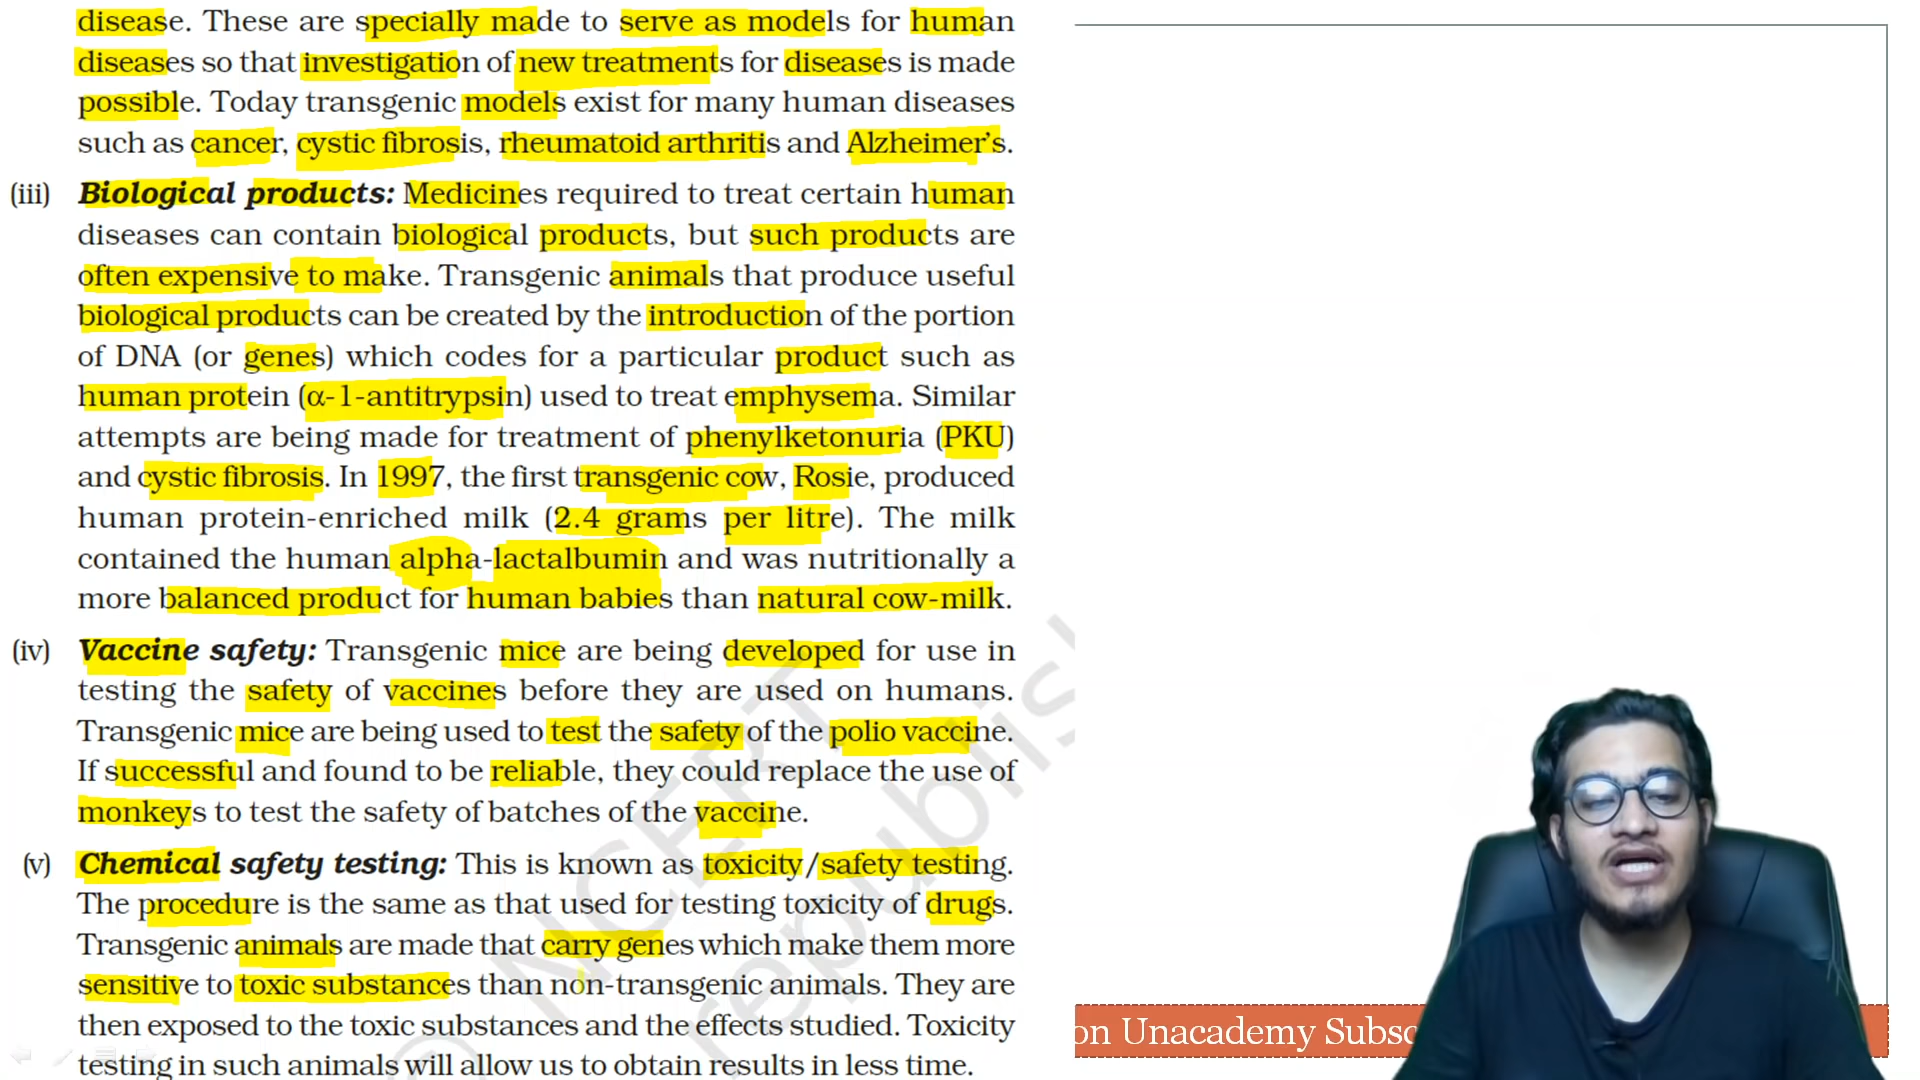 disease. These are specially made to serve as models for human
diseases so that investigation of new treatments for diseases is made
possible. Today transgenic models exist for many human diseases
such as cancer, cystic fibrosis, rheumatoid arthritis and Alzheimer's.
(iii) Biological products: Medicines required to treat certain human
diseases can contain biological products, but such products are
often expensive to make. Transgenic animals that produce useful
biological products can be created by the introduction of the portion
of DNA (or genes) which codes for a particular product such as
human protein (α-1-antitrypsin) used to treat emphysema. Similar
attempts are being made for treatment of phenylketonuria (PKU)
and cystic fibrosis. In 1997, the first transgenic cow, Rosie, produced
human protein-enriched milk (2.4 grams per litre). The milk
contained the human alpha-lactalbumin and was nutritionally a
more balanced product for human babies than natural cow-milk.
(iv) Vaccine safety: Transgenic mice are being developed for use in
testing the safety of vaccines before they are used on humans.
Transgenic mice are being used to test the safety of the polio vaccine.
If successful and found to be reliable, they could replace the use of
monkeys to test the safety of batches of the vaccine.
(v) Chemical safety testing: This is known as toxicity/safety testing.
The procedure is the same as that used for testing toxicity of drugs.
Transgenic animals are made that carry genes which make them more
sensitive to toxic substances than non-transgenic animals. They are
then exposed to the toxic substances and the effects studied. Toxicity
testing in such animals will allow us to obtain results in less time.
© NCERT
republis
on Unacademy Subsc